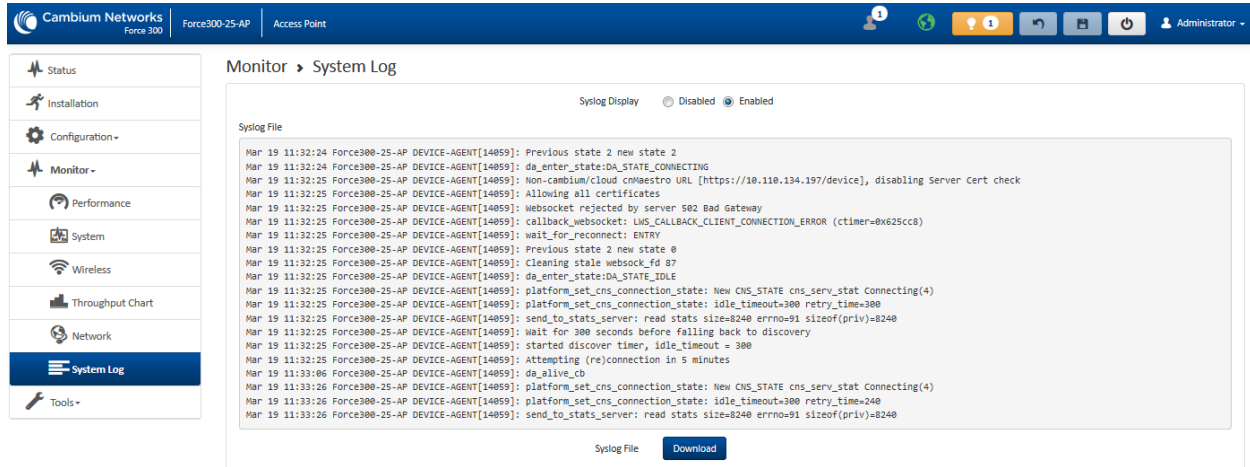 Cambium Networks
Force 300
Force300-25-AP
Access Point
1
1
Administrator
Status
Installation
Configuration
Monitor
Performance
System
Wireless
Throughput Chart
Network
System Log
Tools
Monitor › System Log
Syslog Display Disabled Enabled
Syslog File
Mar 19 11:32:24 Force300-25-AP DEVICE-AGENT[14059]: Previous state 2 new state 2
Mar 19 11:32:24 Force300-25-AP DEVICE-AGENT[14059]: da_enter_state:DA_STATE_CONNECTING
Mar 19 11:32:25 Force300-25-AP DEVICE-AGENT[14059]: Non-cambium/cloud cnMaestro URL [https://10.110.134.197/device], disabling Server Cert check
Mar 19 11:32:25 Force300-25-AP DEVICE-AGENT[14059]: Allowing all certificates
Mar 19 11:32:25 Force300-25-AP DEVICE-AGENT[14059]: Websocket rejected by server 502 Bad Gateway
Mar 19 11:32:25 Force300-25-AP DEVICE-AGENT[14059]: callback_websocket: LWS_CALLBACK_CLIENT_CONNECTION_ERROR (ctimer=0x625cc8)
Mar 19 11:32:25 Force300-25-AP DEVICE-AGENT[14059]: wait_for_reconnect: ENTRY
Mar 19 11:32:25 Force300-25-AP DEVICE-AGENT[14059]: Previous state 2 new state 0
Mar 19 11:32:25 Force300-25-AP DEVICE-AGENT[14059]: Cleaning stale websock_fd 87
Mar 19 11:32:25 Force300-25-AP DEVICE-AGENT[14059]: da_enter_state:DA_STATE_IDLE
Mar 19 11:32:25 Force300-25-AP DEVICE-AGENT[14059]: platform_set_cns_connection_state: New CNS_STATE cns_serv_stat Connecting(4)
Mar 19 11:32:25 Force300-25-AP DEVICE-AGENT[14059]: platform_set_cns_connection_state: idle_timeout=300 retry_time=300
Mar 19 11:32:25 Force300-25-AP DEVICE-AGENT[14059]: send_to_stats_server: read stats size=8240 errno=91 sizeof(priv)=8240
Mar 19 11:32:25 Force300-25-AP DEVICE-AGENT[14059]: Wait for 300 seconds before falling back to discovery
Mar 19 11:32:25 Force300-25-AP DEVICE-AGENT[14059]: started discover timer, idle_timeout = 300
Mar 19 11:32:25 Force300-25-AP DEVICE-AGENT[14059]: Attempting (re)connection in 5 minutes
Mar 19 11:33:06 Force300-25-AP DEVICE-AGENT[14059]: da_alive_cb
Mar 19 11:33:26 Force300-25-AP DEVICE-AGENT[14059]: platform_set_cns_connection_state: New CNS_STATE cns_serv_stat Connecting(4)
Mar 19 11:33:26 Force300-25-AP DEVICE-AGENT[14059]: platform_set_cns_connection_state: idle_timeout=300 retry_time=240
Mar 19 11:33:26 Force300-25-AP DEVICE-AGENT[14059]: send_to_stats_server: read stats size=8240 errno=91 sizeof(priv)=8240
Syslog File Download